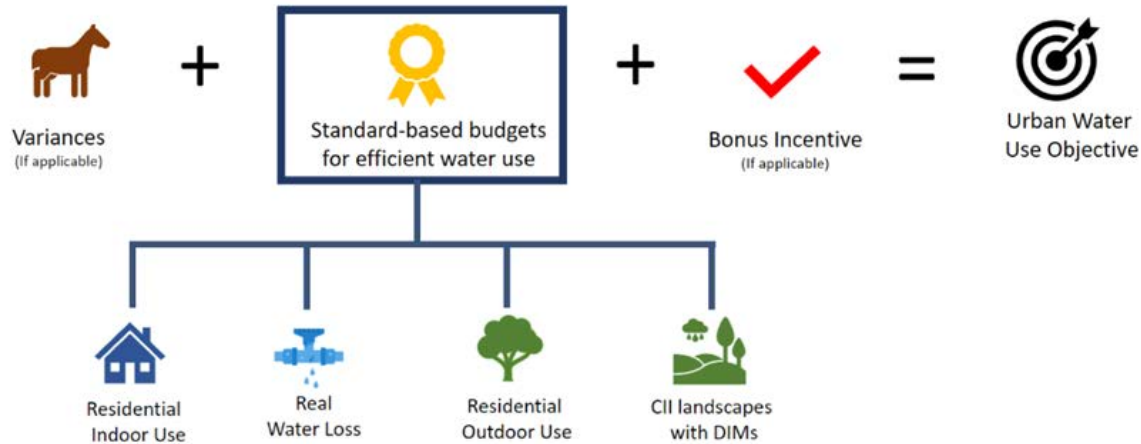 Variances
(If applicable)
+
Standard-based budgets
for efficient water use
+
Bonus Incentive
(If applicable)
=
Urban Water
Use Objective
Residential
Indoor Use
Real
Water Loss
Residential
Outdoor Use
CII landscapes
with DIMs